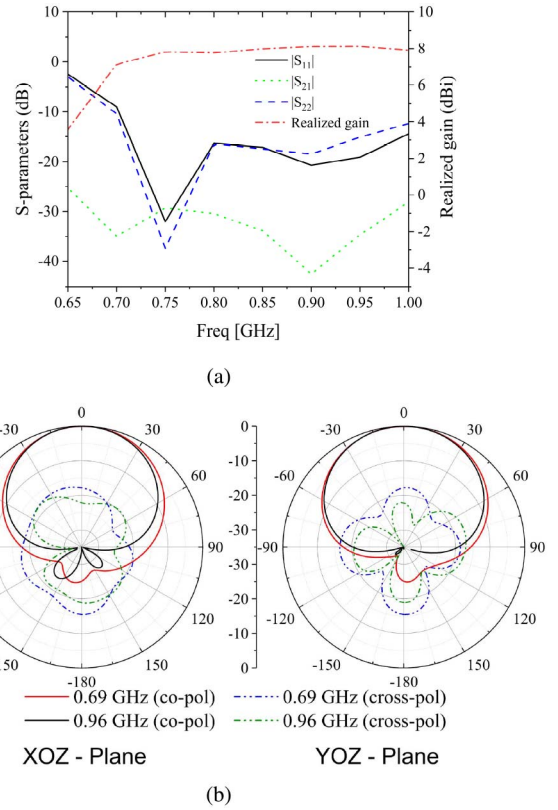 10
0
-10
-20
-30
-40
S-parameters (dB)
10
8
6
4
2
0
-2
-4
Realized gain (dBi)
|S11|
|S21|
|S22|
Realized gain
0.65 0.70 0.75 0.80 0.85 0.90 0.95 1.00
Freq [GHz]
(a)
0
-30 30
60
90
120
150
-180
-150
0
-10
-20
-30
-30
-20
-10
0
0
-30 30
-60 60
-90 90
-120 120
-150 150
-180
0.69 GHz (co-pol) 0.69 GHz (cross-pol)
0.96 GHz (co-pol) 0.96 GHz (cross-pol)
XOZ - Plane YOZ - Plane
(b)